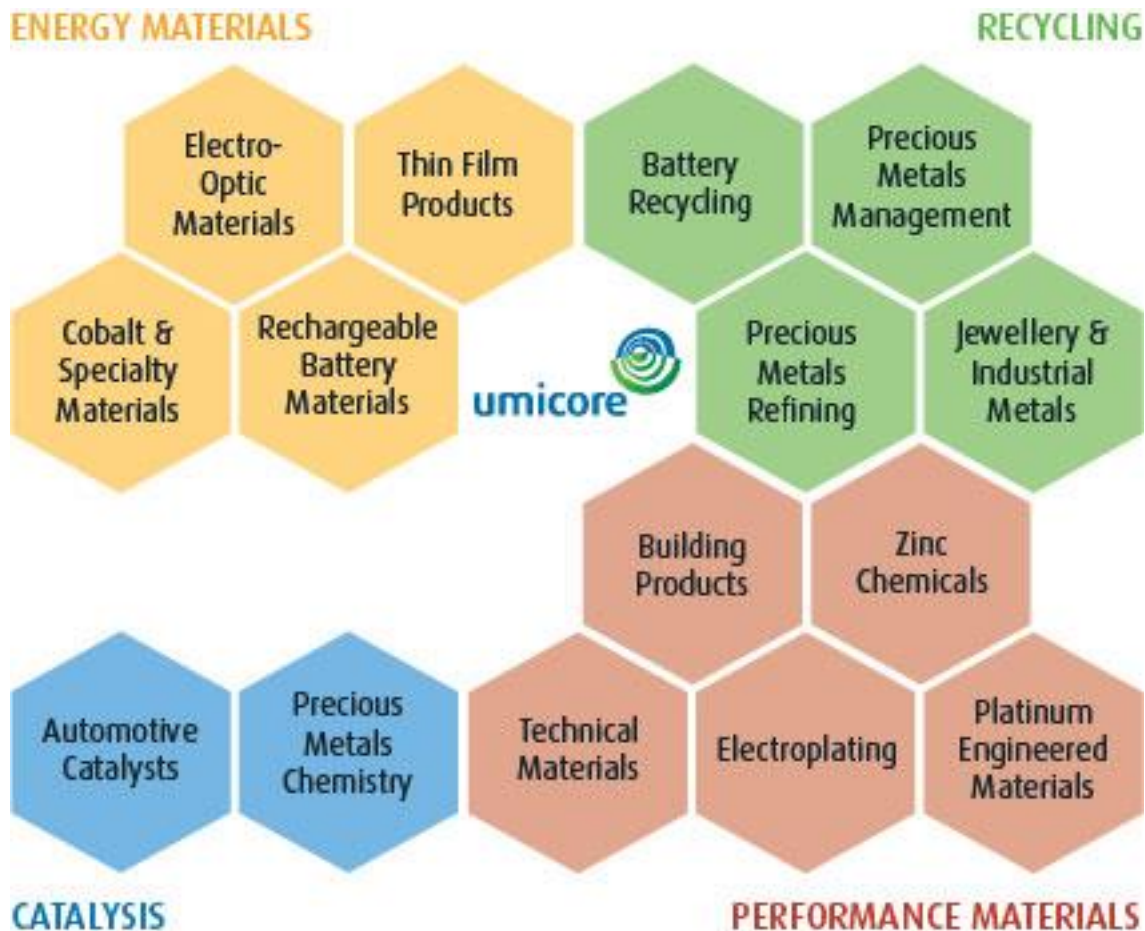 ENERGY MATERIALS
RECYCLING
Electro-
Optic
Materials
Thin Film
Products
Battery
Recycling
Precious
Metals
Management
Cobalt &
Specialty
Materials
Rechargeable
Battery
Materials
umicore
Precious
Metals
Refining
Jewellery &
Industrial
Metals
Building
Products
Zinc
Chemicals
Automotive
Catalysts
Precious
Metals
Chemistry
Technical
Materials
Electroplating
Platinum
Engineered
Materials
CATALYSIS
PERFORMANCE MATERIALS